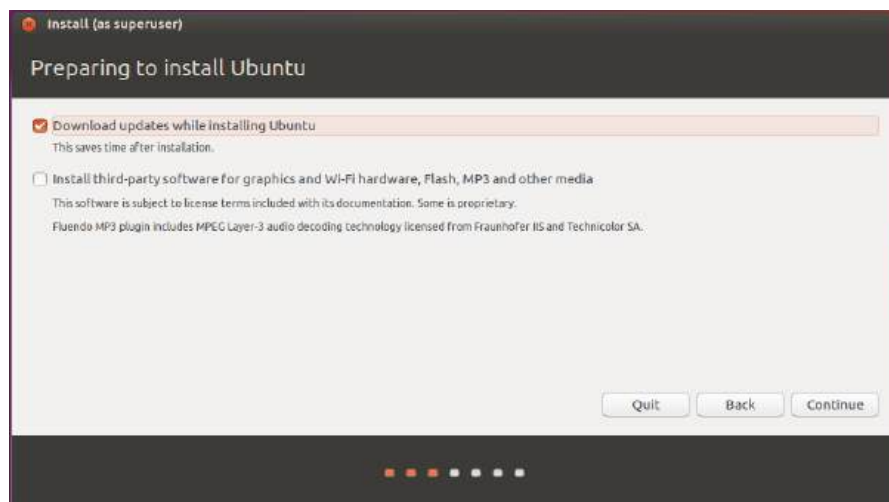 Install (as superuser)
Preparing to install Ubuntu
Download updates while installing Ubuntu
This saves time after installation.
Install third-party software for graphics and Wi-Fi hardware, Flash, MP3 and other media
This software is subject to license terms included with its documentation. Some is proprietary.
Fluendo MP3 plugin includes MPEG Layer-3 audio decoding technology licensed from Fraunhofer IIS and Technicolor SA.
Quit Back Continue